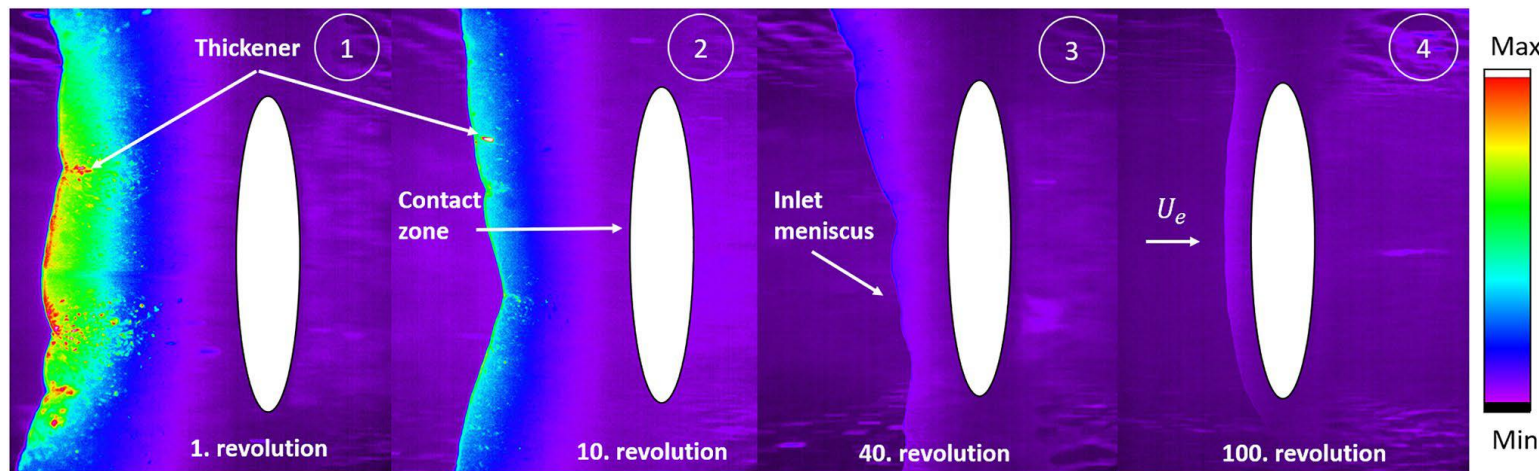 Thickener
1
2
3
4
Max
Contact
zone
Inlet
meniscus
U_e
1. revolution
10. revolution
40. revolution
100. revolution
Min